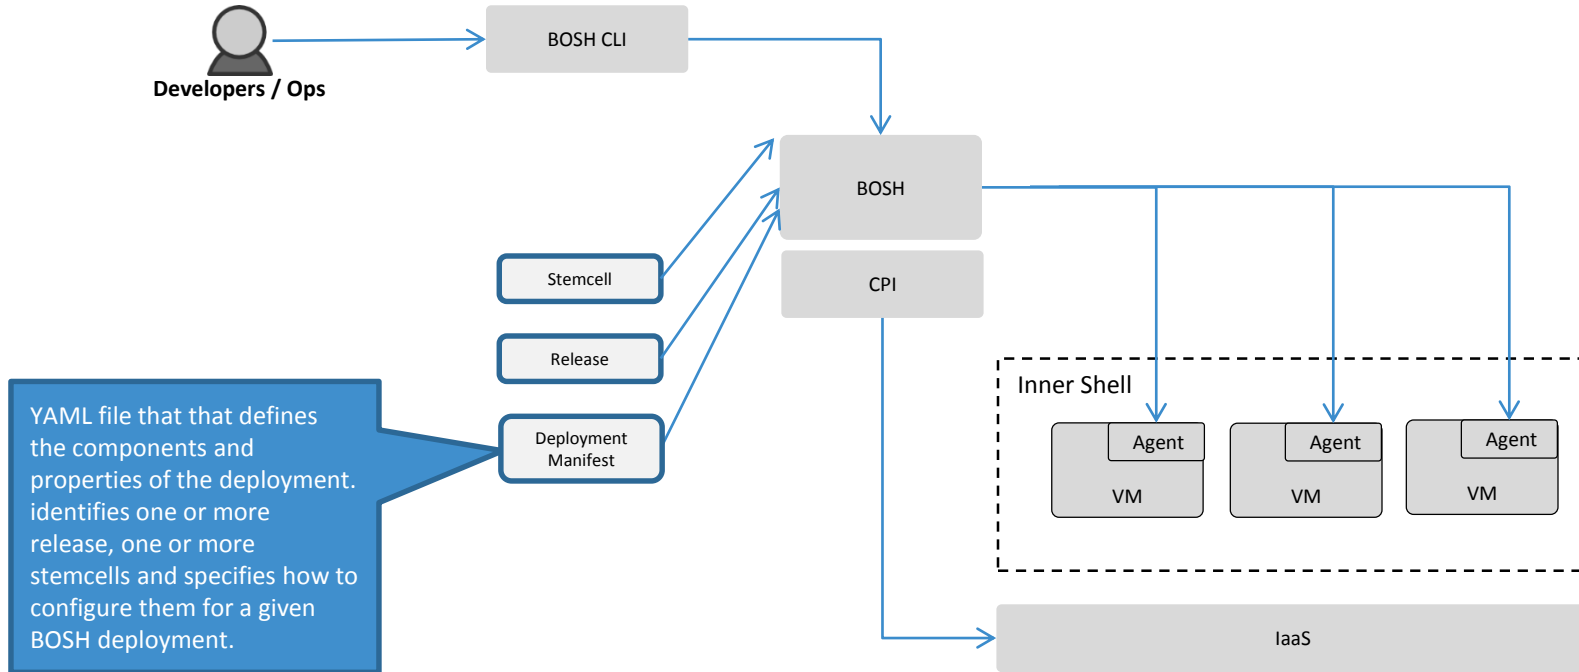 BOSH CLI
Developers / Ops
BOSH
Stemcell
CPI
Release
Inner Shell
YAML file that that defines
the components and
properties of the deployment.
identifies one or more
release, one or more
stemcells and specifies how to
configure them for a given
BOSH deployment.
Deployment
Manifest
Agent
VM
Agent
VM
Agent
VM
IaaS